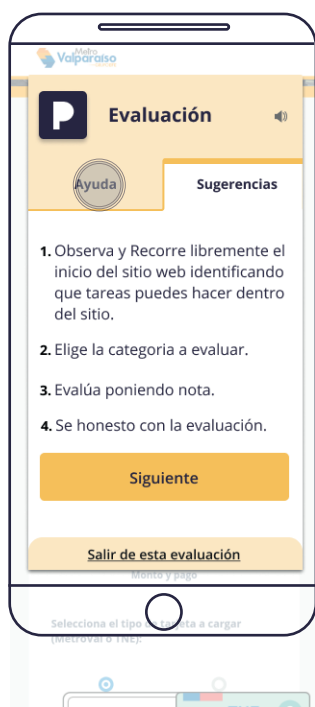 Metro
Valparaíso
P Evaluación
Ayuda
Sugerencias
1. Observa y Recorre libremente el
inicio del sitio web identificando
que tareas puedes hacer dentro
del sitio.
2. Elige la categoria a evaluar.
3. Evalúa poniendo nota.
4. Se honesto con la evaluación.
Siguiente
Salir de esta evaluación
Monto y pago
Selecciona el tipo de tarjeta a cargar
(MetroVal o TNE):